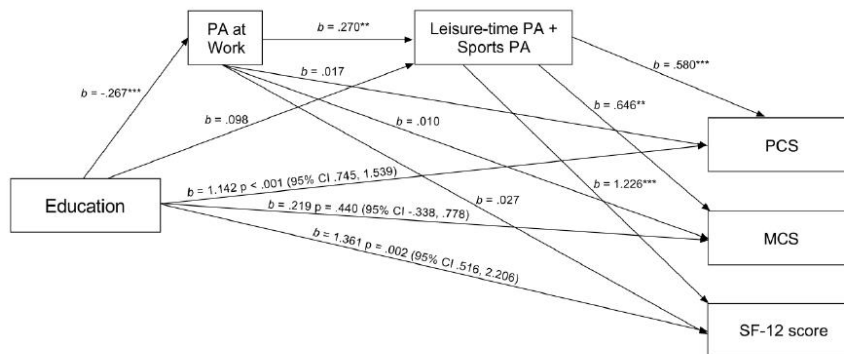 PA at
Work
b = .270**
Leisure-time PA +
Sports PA
b = -.267***
b = .017
b = .580***
b = .098
b = .010
b = .646**
PCS
Education
b = 1.142 p < .001 (95% CI .745, 1.539)
b = 1.226***
b = .219 p = .440 (95% CI -.338, .778)
b = .027
MCS
b = 1.361 p = .002 (95% CI .516, 2.206)
SF-12 score